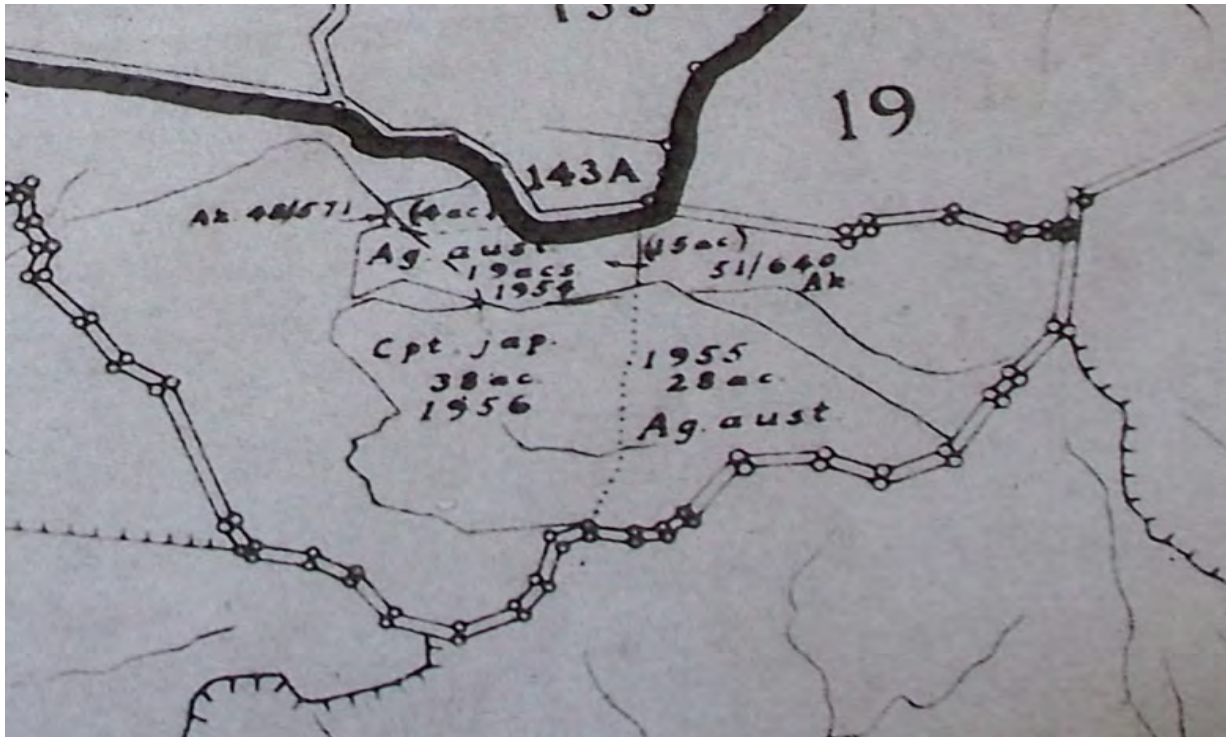 19
143A
Ak 48/571
(4ac)
Ag. aust.
19acs
1954
(15ac)
51/640
Ak
Cpt. jap.
38ac.
1956
1955
28ac.
Ag. aust